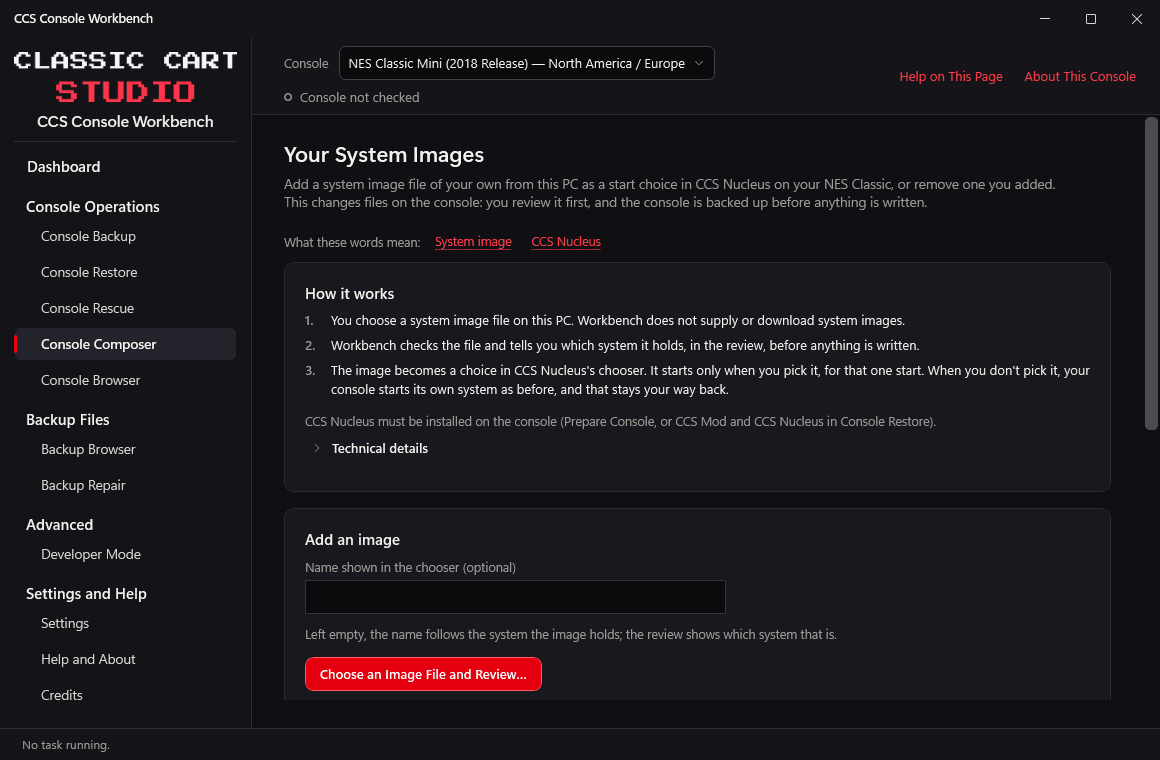 CCS Console Workbench
CLASSIC CART
STUDIO
CCS Console Workbench
Dashboard
Console Operations
Console Backup
Console Restore
Console Rescue
Console Composer
Console Browser
Backup Files
Backup Browser
Backup Repair
Advanced
Developer Mode
Settings and Help
Settings
Help and About
Credits
Console
NES Classic Mini (2018 Release) — North America / Europe
Console not checked
Help on This Page
About This Console
Your System Images
Add a system image file of your own from this PC as a start choice in CCS Nucleus on your NES Classic, or remove one you added.
This changes files on the console: you review it first, and the console is backed up before anything is written.
What these words mean: System image CCS Nucleus
How it works
1. You choose a system image file on this PC. Workbench does not supply or download system images.
2. Workbench checks the file and tells you which system it holds, in the review, before anything is written.
3. The image becomes a choice in CCS Nucleus's chooser. It starts only when you pick it, for that one start. When you don't pick it, your
console starts its own system as before, and that stays your way back.
CCS Nucleus must be installed on the console (Prepare Console, or CCS Mod and CCS Nucleus in Console Restore).
Technical details
Add an image
Name shown in the chooser (optional)
Left empty, the name follows the system the image holds; the review shows which system that is.
Choose an Image File and Review...
No task running.